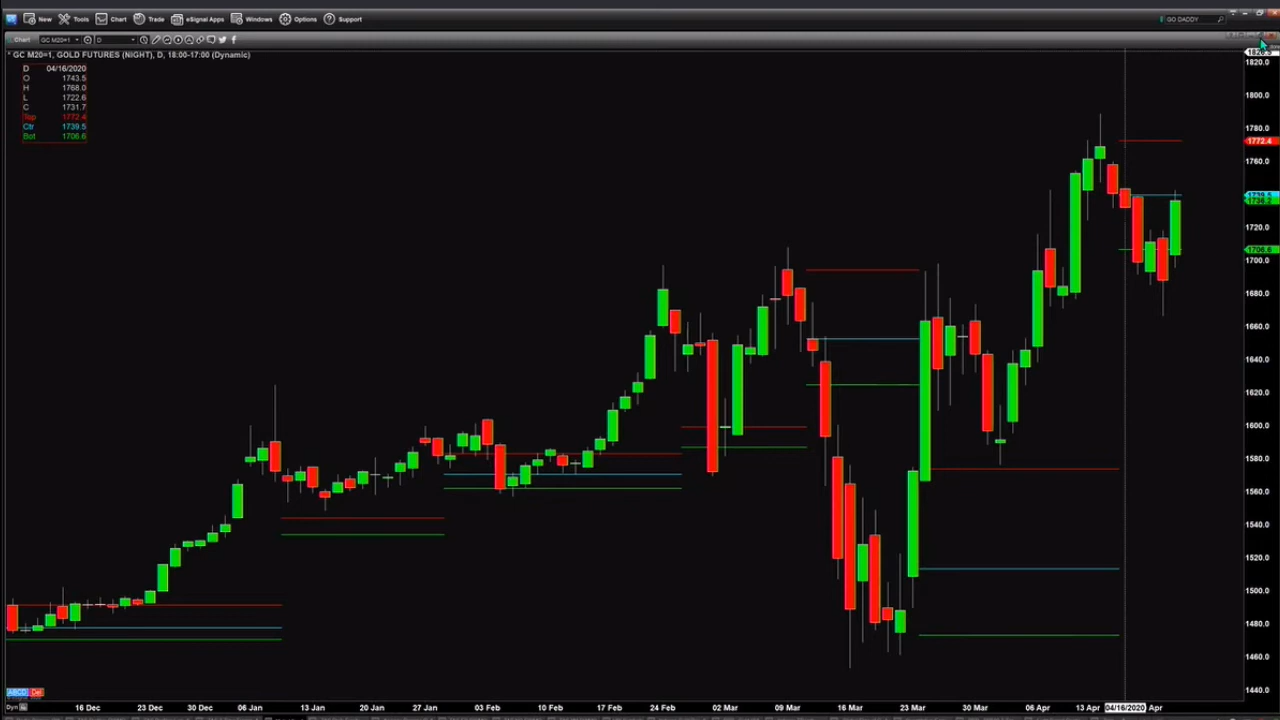 New Tools Chart Trade eSignal Apps Windows Options Support GO DADDY
Chart GC M20=1 D
* GC M20=1, GOLD FUTURES (NIGHT), D, 18:00-17:00 (Dynamic)
D 04/16/2020
O 1743.5
H 1768.0
L 1722.6
C 1731.7
Top 1772.4
Ctr 1739.5
Bot 1706.6
1820.0
1800.0
1780.0
1772.4
1760.0
1739.5
1720.0
1706.6
1700.0
1680.0
1660.0
1640.0
1620.0
1600.0
1580.0
1560.0
1540.0
1520.0
1500.0
1480.0
1460.0
1440.0
ABCD Del
Dyn 16 Dec 23 Dec 30 Dec 06 Jan 13 Jan 20 Jan 27 Jan 03 Feb 10 Feb 17 Feb 24 Feb 02 Mar 09 Mar 16 Mar 23 Mar 30 Mar 06 Apr 13 Apr 04/16/2020 Apr